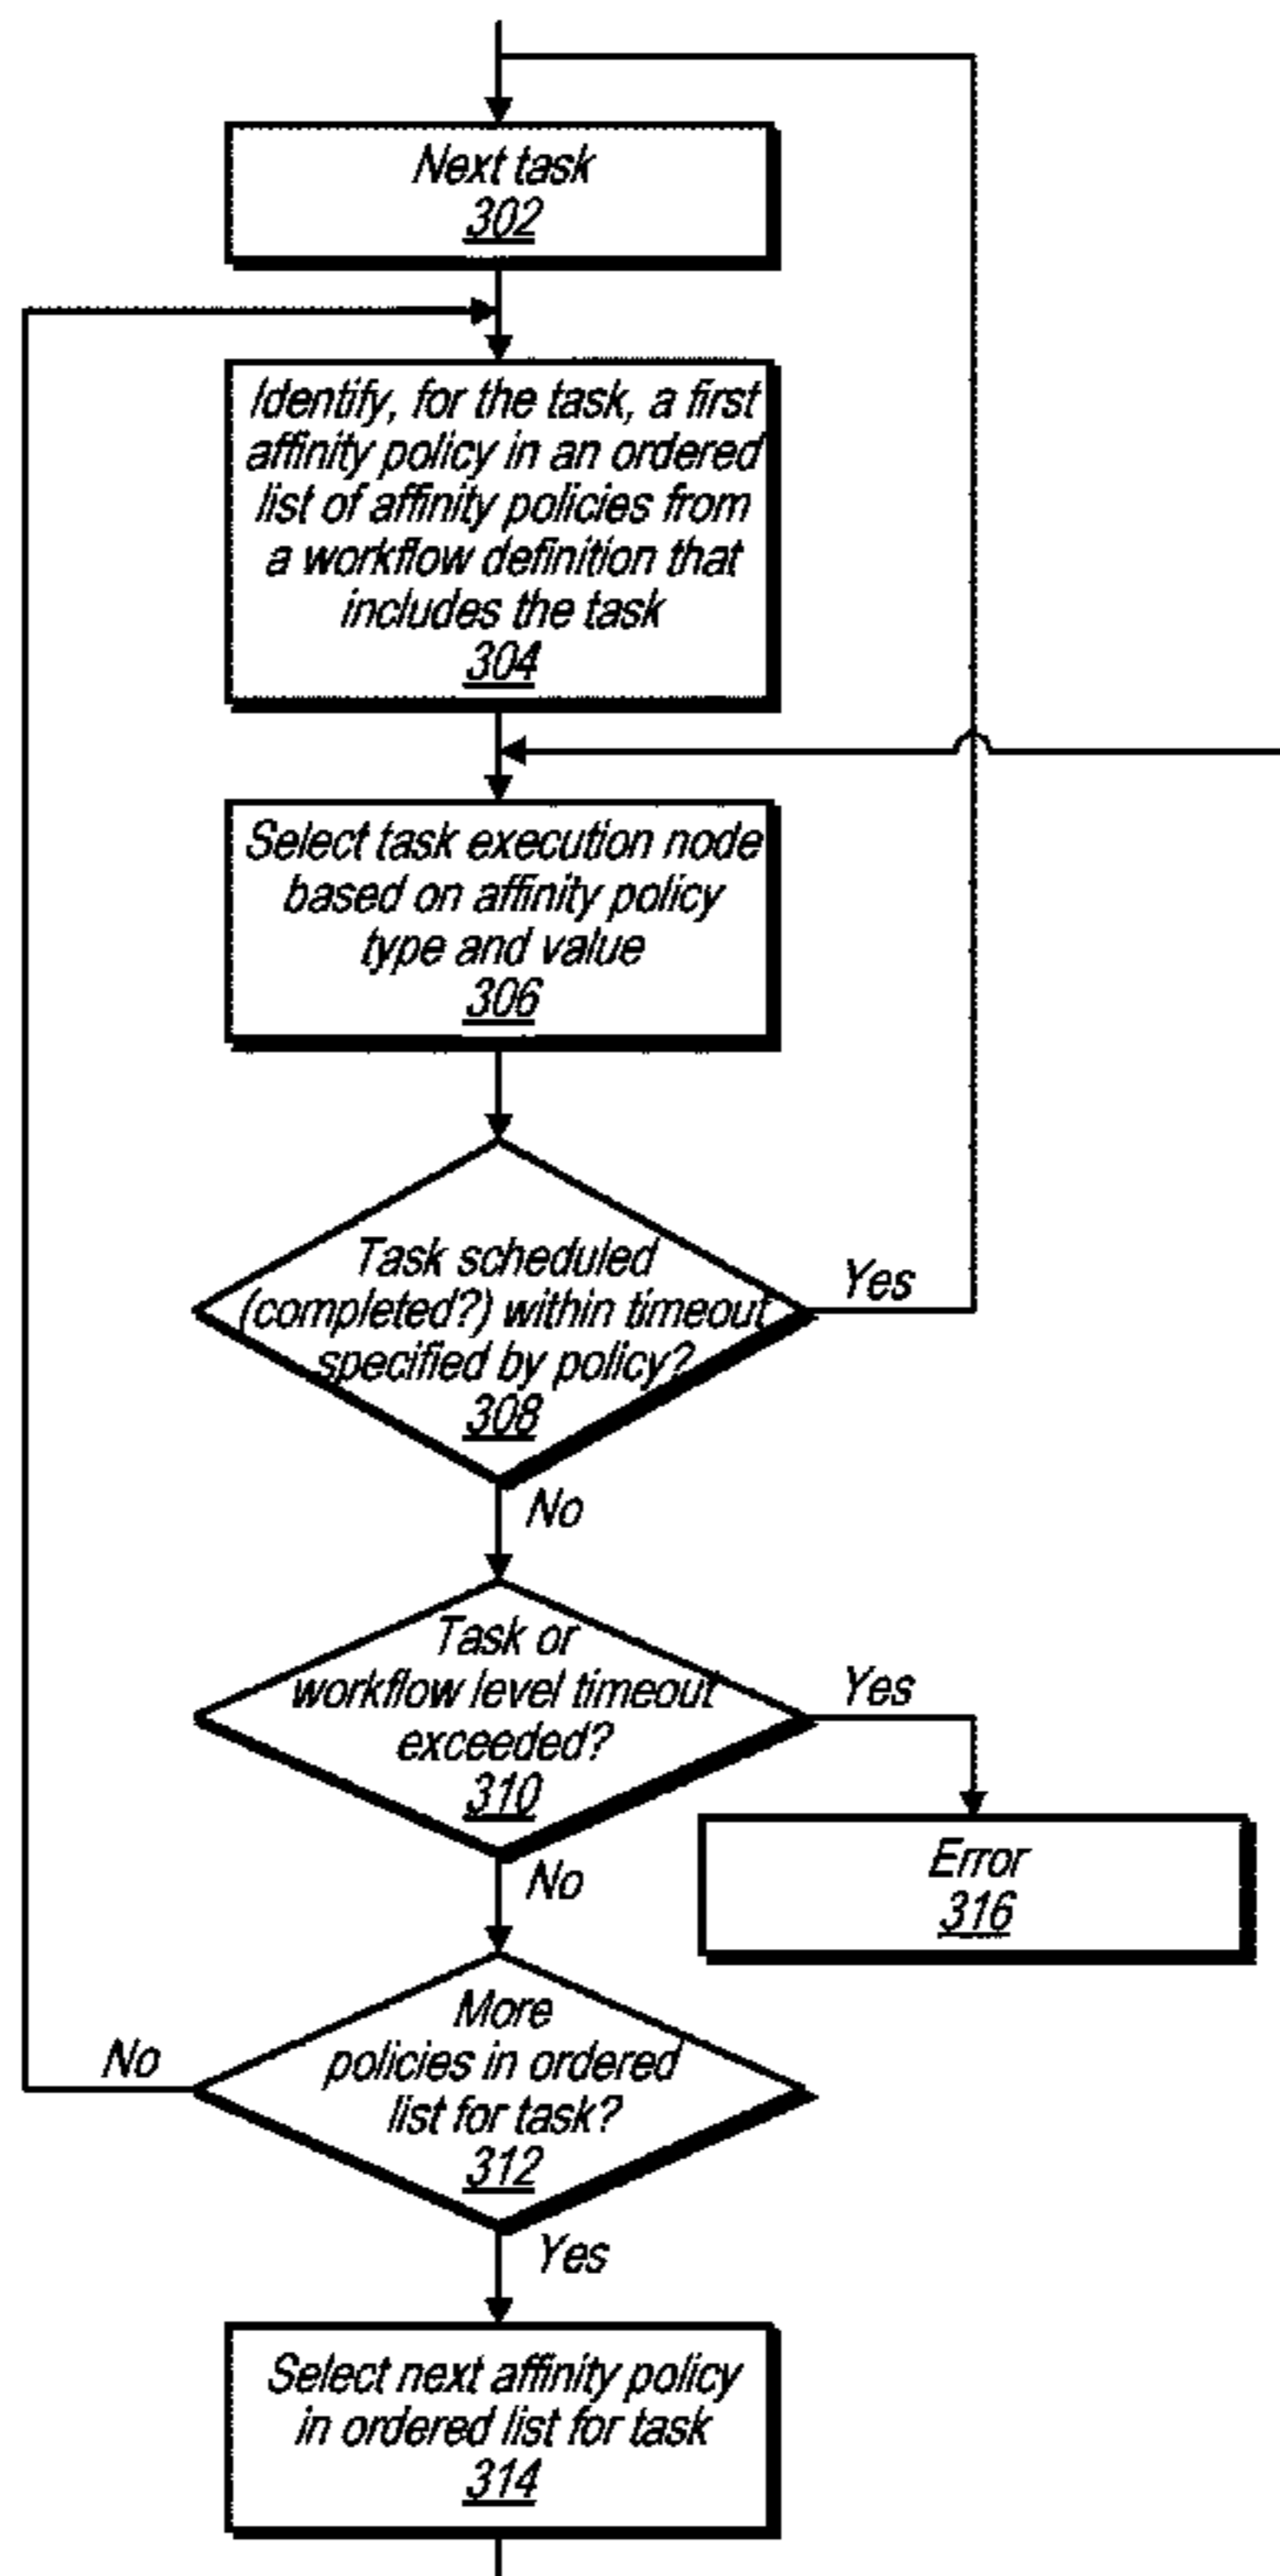 Next task
302
Identify, for the task, a first
affinity policy in an ordered
list of affinity policies from
a workflow definition that
includes the task
304
Select task execution node
based on affinity policy
type and value
306
Task scheduled
(completed?) within timeout
specified by policy?
308
Yes
No
Task or
workflow level timeout
exceeded?
310
Yes
No
Error
316
More
policies in ordered
list for task?
312
No
Yes
Select next affinity policy
in ordered list for task
314